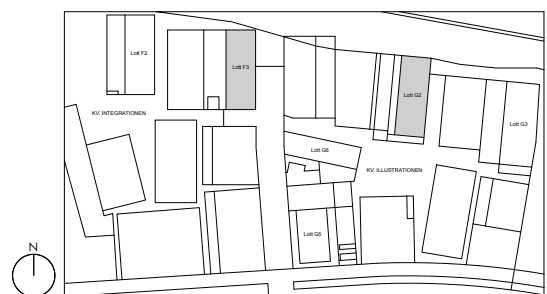 Lott F2
Lott F3
Lott G2
KV. INTEGRATIONEN
Lott G3
Lott G6
KV. ILLUSTRATIONEN
Lott G5
N